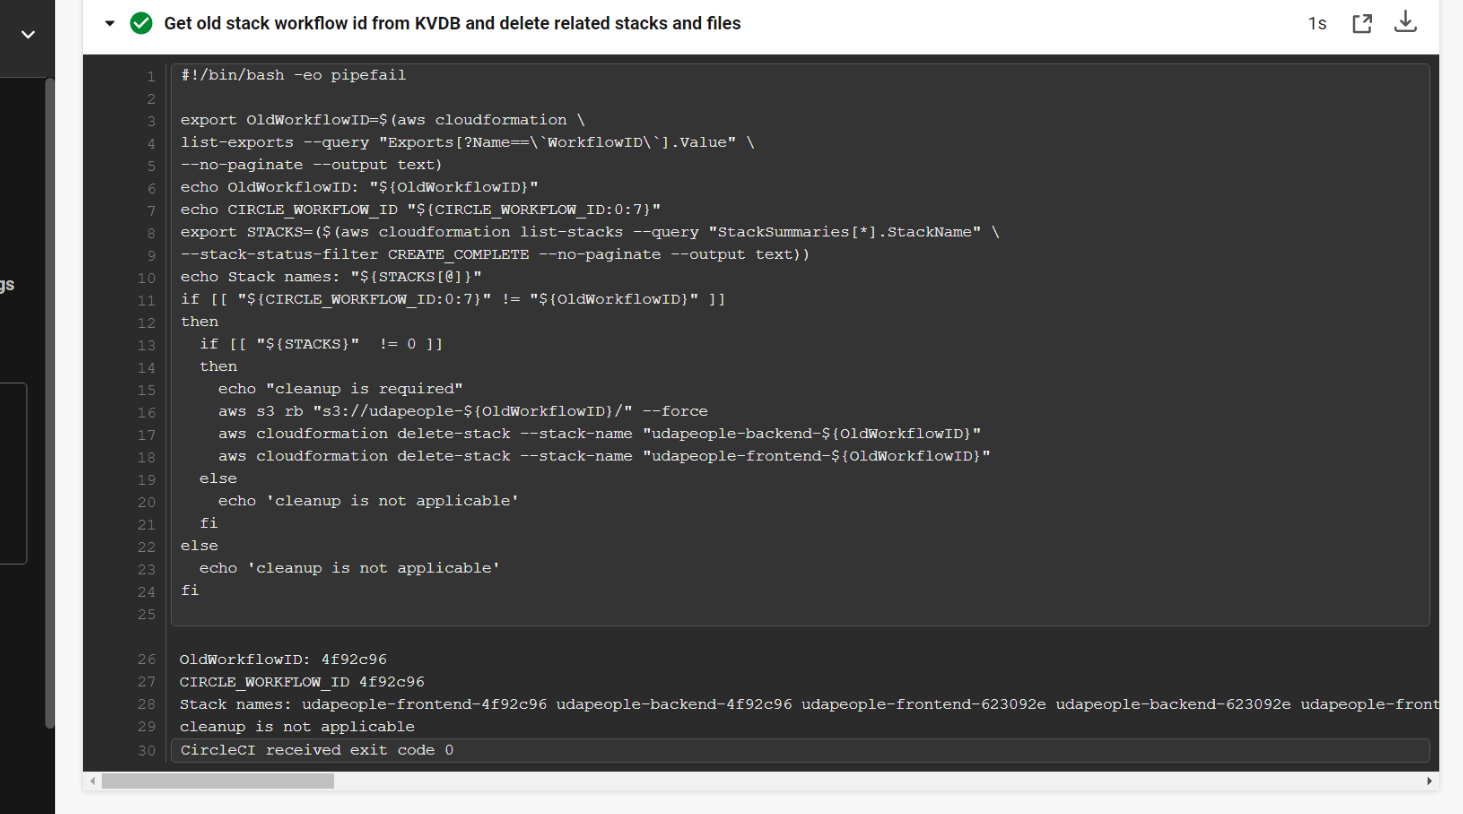 Get old stack workflow id from KVDB and delete related stacks and files 1s
1 #!/bin/bash -eo pipefail
2
3 export OldWorkflowID=$(aws cloudformation \
4 list-exports --query "Exports[?Name==\`WorkflowID\`].Value" \
5 --no-paginate --output text)
6 echo OldWorkflowID: "${OldWorkflowID}"
7 echo CIRCLE_WORKFLOW_ID "${CIRCLE_WORKFLOW_ID:0:7}"
8 export STACKS=($(aws cloudformation list-stacks --query "StackSummaries[*].StackName" \
9 --stack-status-filter CREATE_COMPLETE --no-paginate --output text))
gs
10 echo Stack names: "${STACKS[@]}"
11 if [[ "${CIRCLE_WORKFLOW_ID:0:7}" != "${OldWorkflowID}" ]]
12 then
13   if [[ "${STACKS}"  != 0 ]]
14   then
15     echo "cleanup is required"
16     aws s3 rb "s3://udapeople-${OldWorkflowID}/" --force
17     aws cloudformation delete-stack --stack-name "udapeople-backend-${OldWorkflowID}"
18     aws cloudformation delete-stack --stack-name "udapeople-frontend-${OldWorkflowID}"
19   else
20     echo 'cleanup is not applicable'
21   fi
22 else
23   echo 'cleanup is not applicable'
24 fi
25
26 OldWorkflowID: 4f92c96
27 CIRCLE_WORKFLOW_ID 4f92c96
28 Stack names: udapeople-frontend-4f92c96 udapeople-backend-4f92c96 udapeople-frontend-623092e udapeople-backend-623092e udapeople-front
29 cleanup is not applicable
30 CircleCI received exit code 0